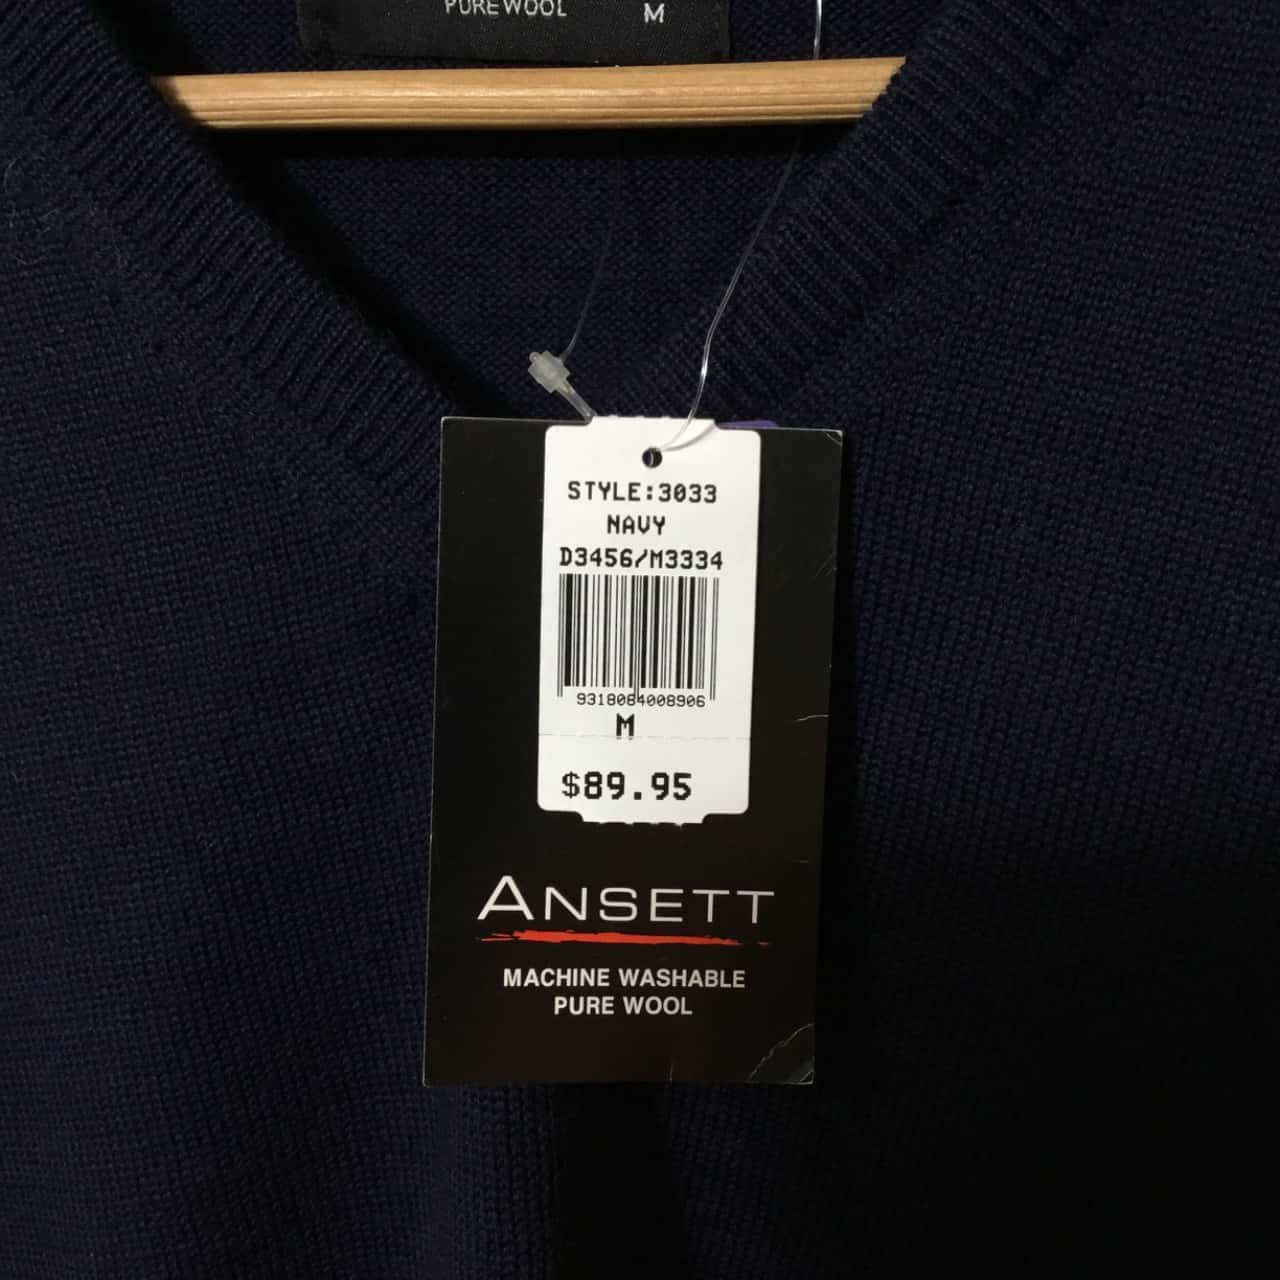 PURE WOOL M
STYLE:3033
NAVY
D3456/M3334
9318084008906
M
$89.95
ANSETT
MACHINE WASHABLE
PURE WOOL